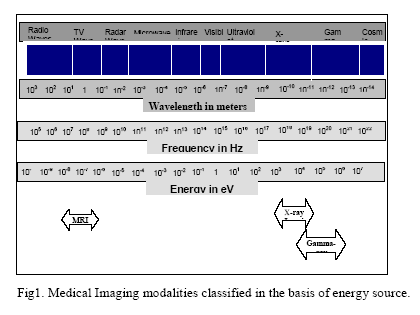 Radio TV Radar Microwave Infrare Visibl Ultraviol X- Gam Cosm
10³ 10² 10¹ 1 10⁻¹ 10⁻² 10⁻³ 10⁻⁴ 10⁻⁵ 10⁻⁶ 10⁻⁷ 10⁻⁸ 10⁻⁹ 10⁻¹⁰ 10⁻¹¹ 10⁻¹² 10⁻¹³ 10⁻¹⁴
Wavelength in meters
10⁵ 10⁶ 10⁷ 10⁸ 10⁹ 10¹⁰ 10¹¹ 10¹² 10¹³ 10¹⁴ 10¹⁵ 10¹⁶ 10¹⁷ 10¹⁸ 10¹⁹ 10²⁰ 10²¹ 10²²
Frequency in Hz
10⁻⁹ 10⁻⁸ 10⁻⁷ 10⁻⁶ 10⁻⁵ 10⁻⁴ 10⁻³ 10⁻² 10⁻¹ 1 10¹ 10² 10³ 10⁴ 10⁵ 10⁶ 10⁷
Energy in eV
MRI
X-ray
Gamma-
Fig1. Medical Imaging modalities classified in the basis of energy source.